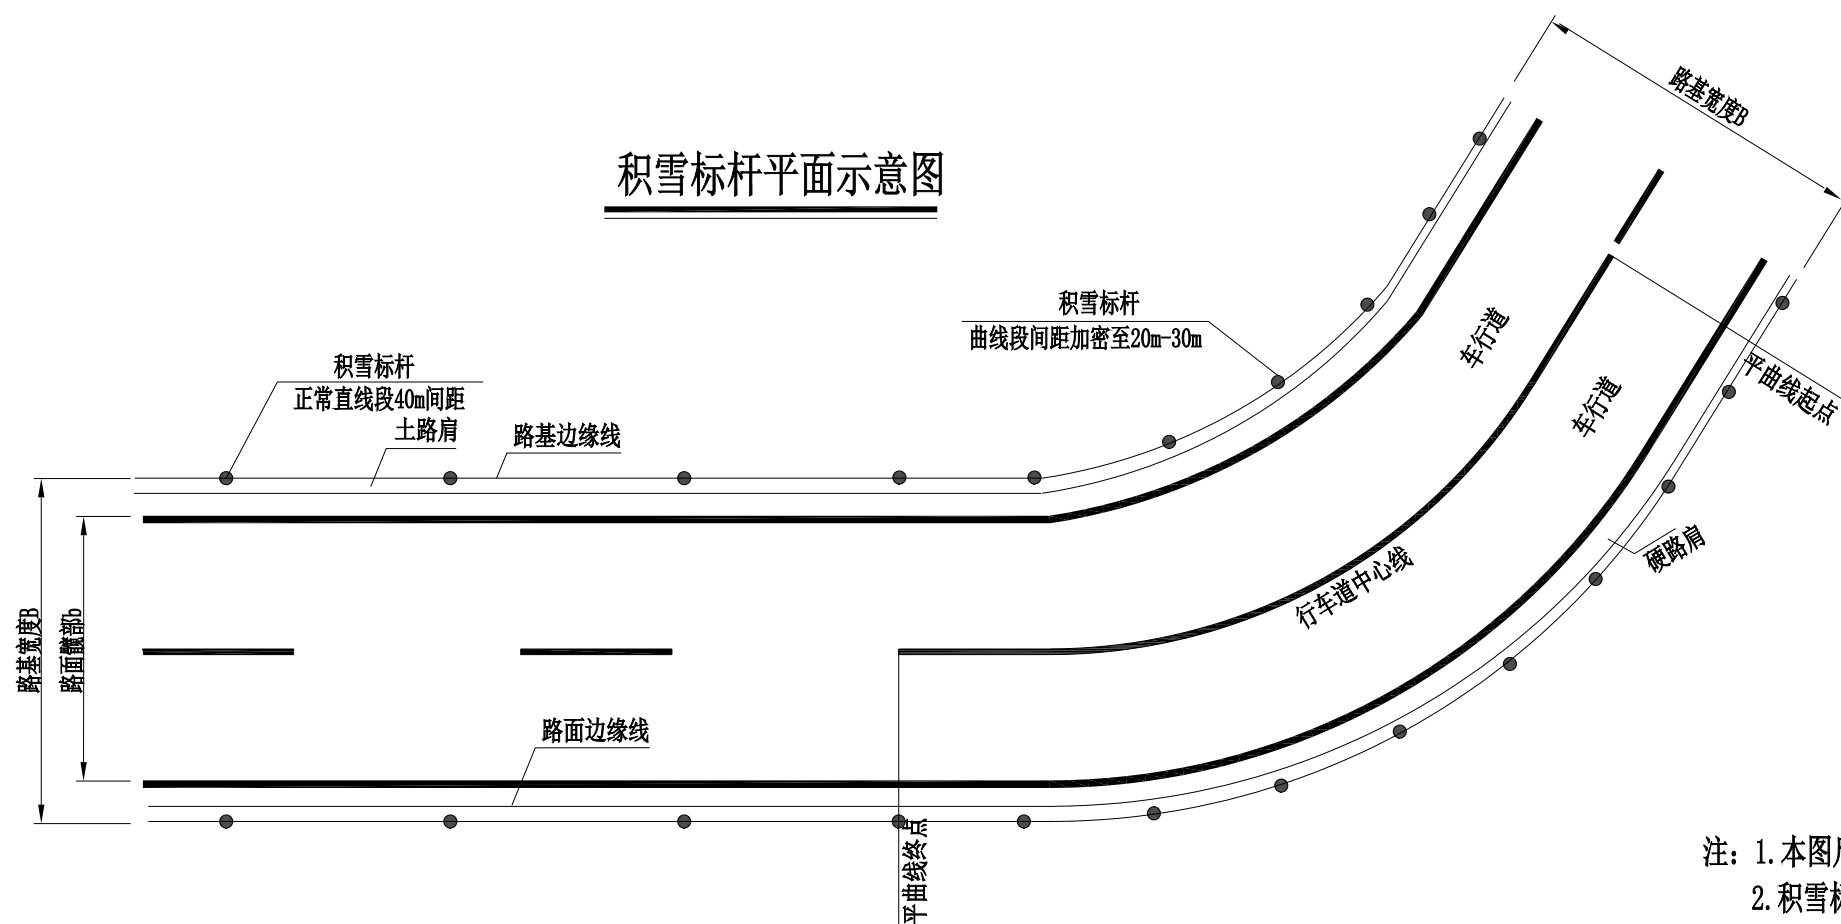 积雪标杆平面示意图
路基宽度B
积雪标杆
曲线段间距加密至20m-30m
积雪标杆
正常直线段40m间距
土路肩
路基边缘线
车行道
车行道
平曲线起点
硬路肩
行车道中心线
路基宽度B
路面髋部b
路面边缘线
平曲线终点
注: 1.本图
2.积雪标